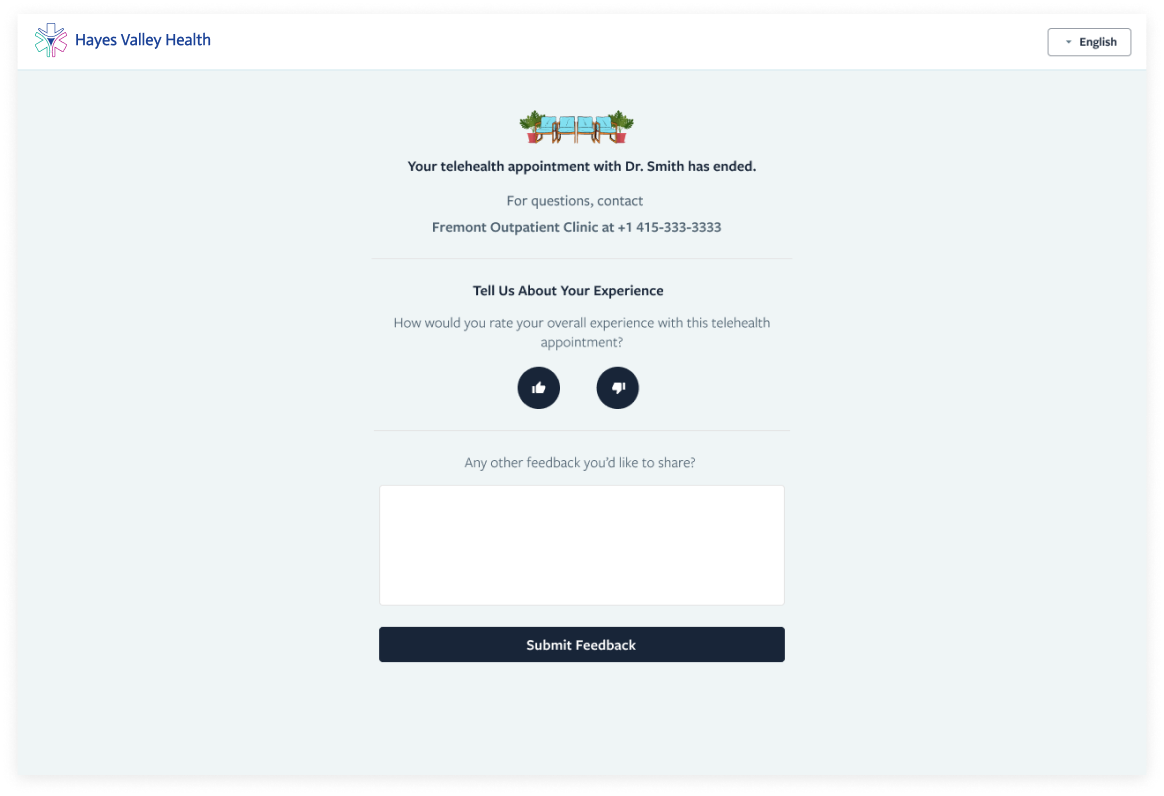 Hayes Valley Health
English
Your telehealth appointment with Dr. Smith has ended.
For questions, contact
Fremont Outpatient Clinic at +1 415-333-3333
Tell Us About Your Experience
How would you rate your overall experience with this telehealth
appointment?
Any other feedback you’d like to share?
Submit Feedback